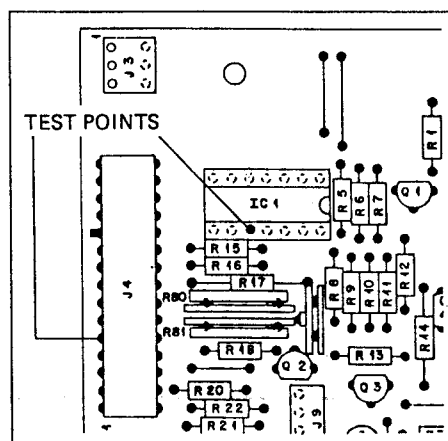 J3
TEST POINTS
R1
IC1
R5
R6
R7
Q1
R15
R16
R17
R80
R81
R8
R9
R10
R11
R12
J4
R18
Q2
R13
R14
Q3
R20
R22
R21
J9